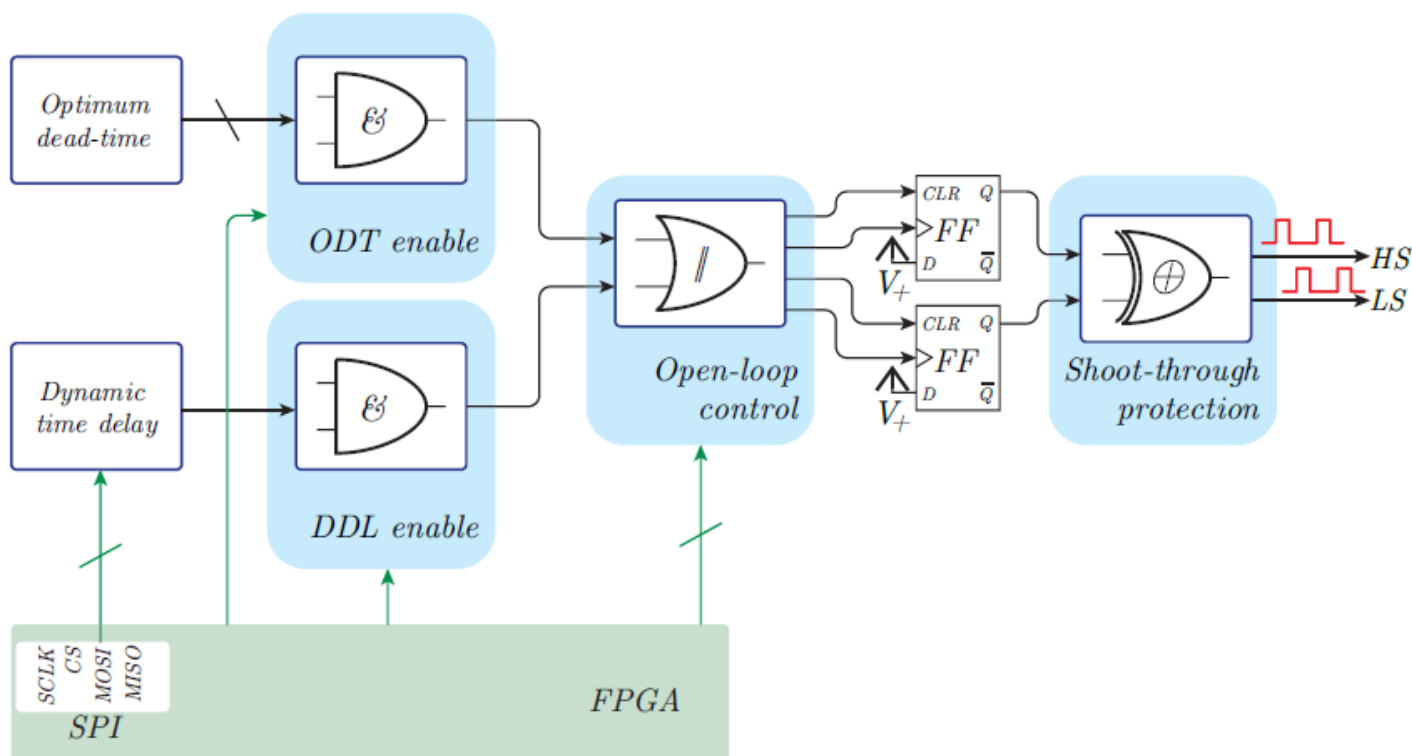 Optimum
dead-time
&
ODT enable
Dynamic
time delay
&
DDL enable
//
Open-loop
control
CLR Q
FF
D Q̅
V+
CLR Q
FF
D Q̅
V+
⊕
Shoot-through
protection
HS
LS
SCLK
CS
MOSI
MISO
SPI
FPGA